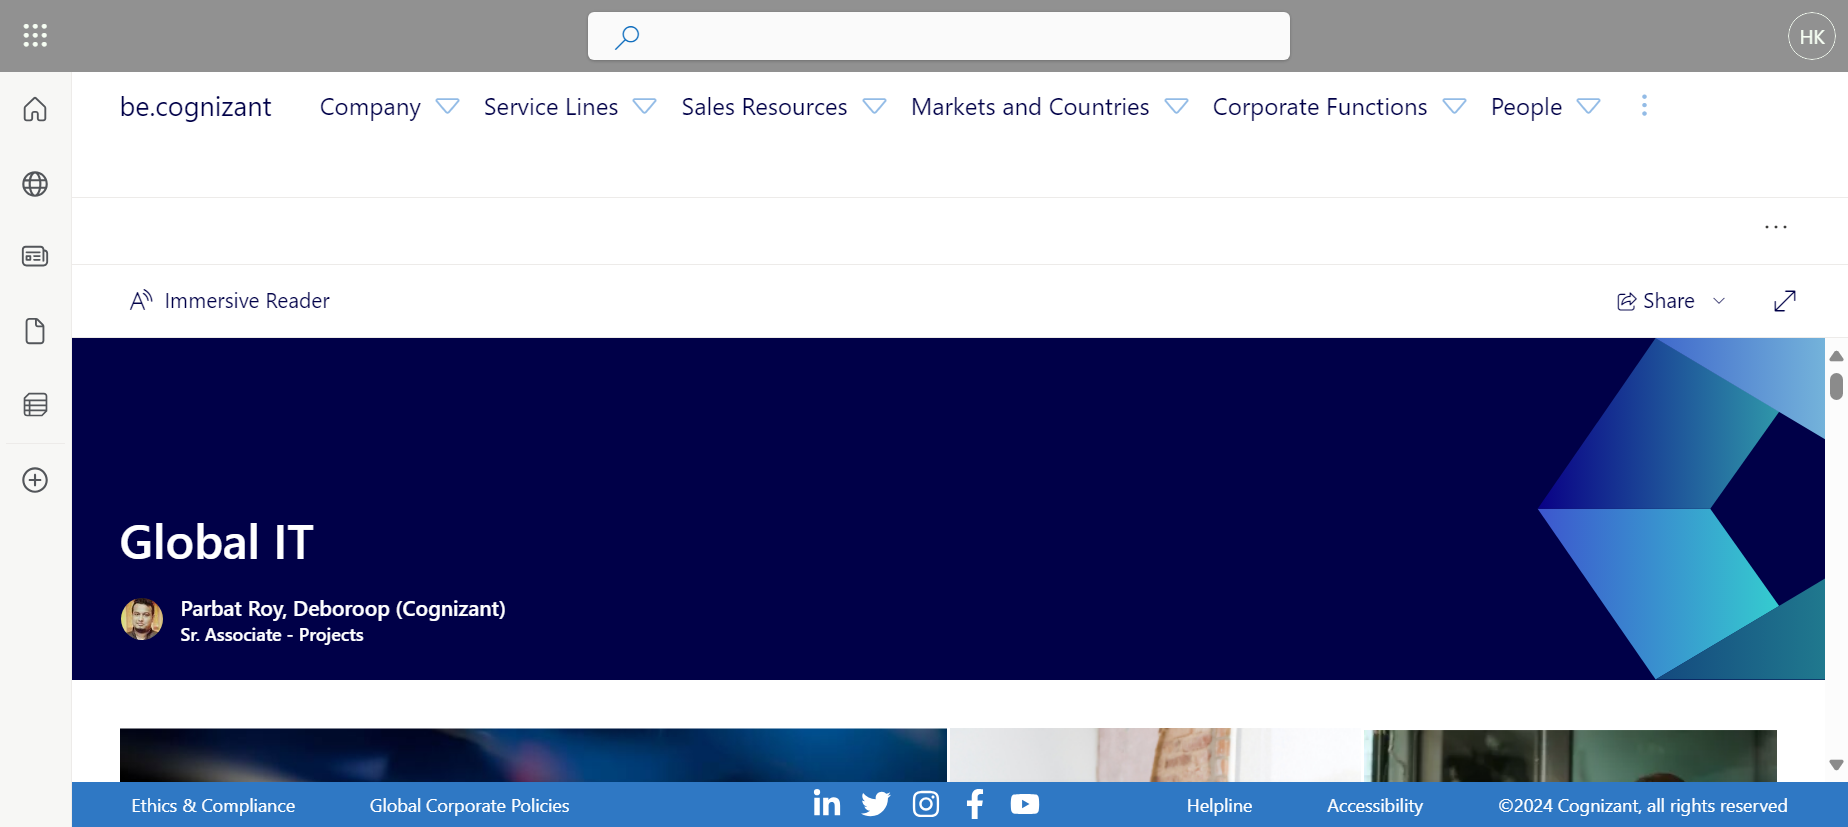 HK
be.cognizant
Company
Service Lines
Sales Resources
Markets and Countries
Corporate Functions
People
Immersive Reader
Share
Global IT
Parbat Roy, Deboroop (Cognizant)
Sr. Associate - Projects
Ethics & Compliance
Global Corporate Policies
Helpline
Accessibility
©2024 Cognizant, all rights reserved